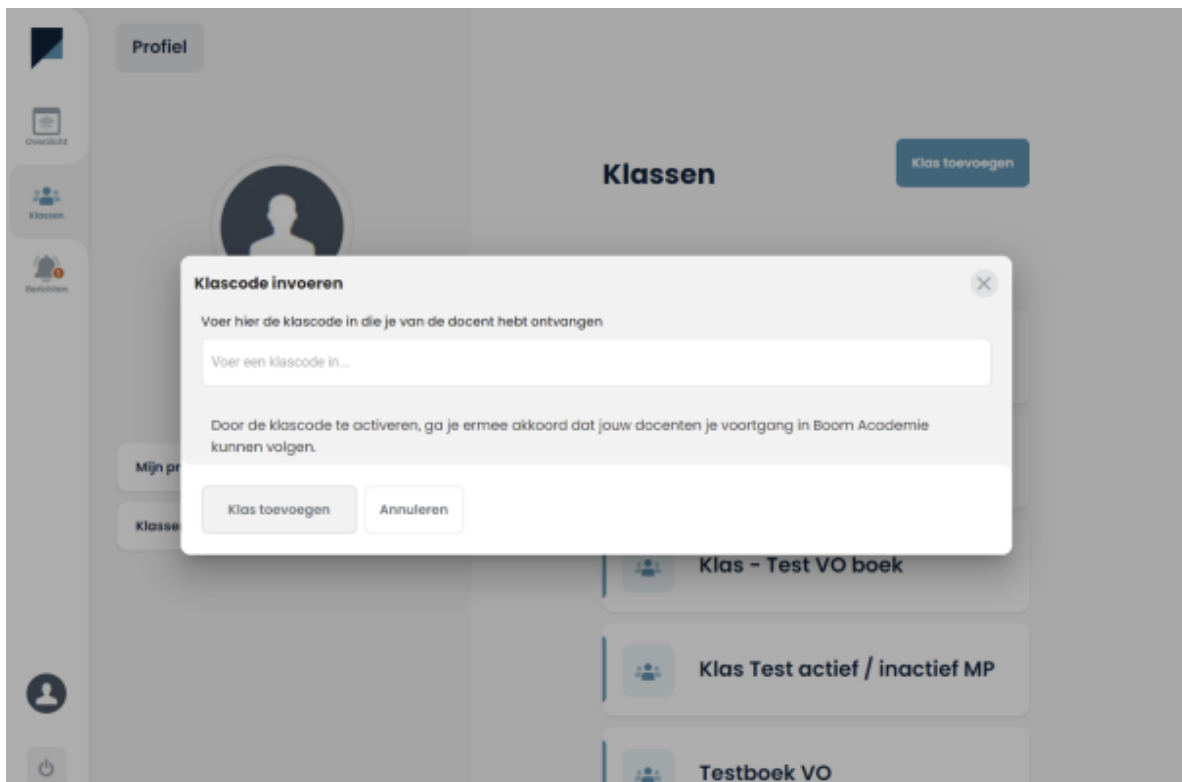 Profiel
Overzicht
Klassen
Klas toevoegen
Klassen
Berichten
Klascode invoeren
Voer hier de klascode in die je van de docent hebt ontvangen
Voer een klascode in...
Door de klascode te activeren, ga je ermee akkoord dat jouw docenten je voortgang in Boom Academie
kunnen volgen.
Mijn pr
Klas toevoegen
Annuleren
Klasse
Klas - Test VO boek
Klas Test actief / inactief MP
Testboek VO